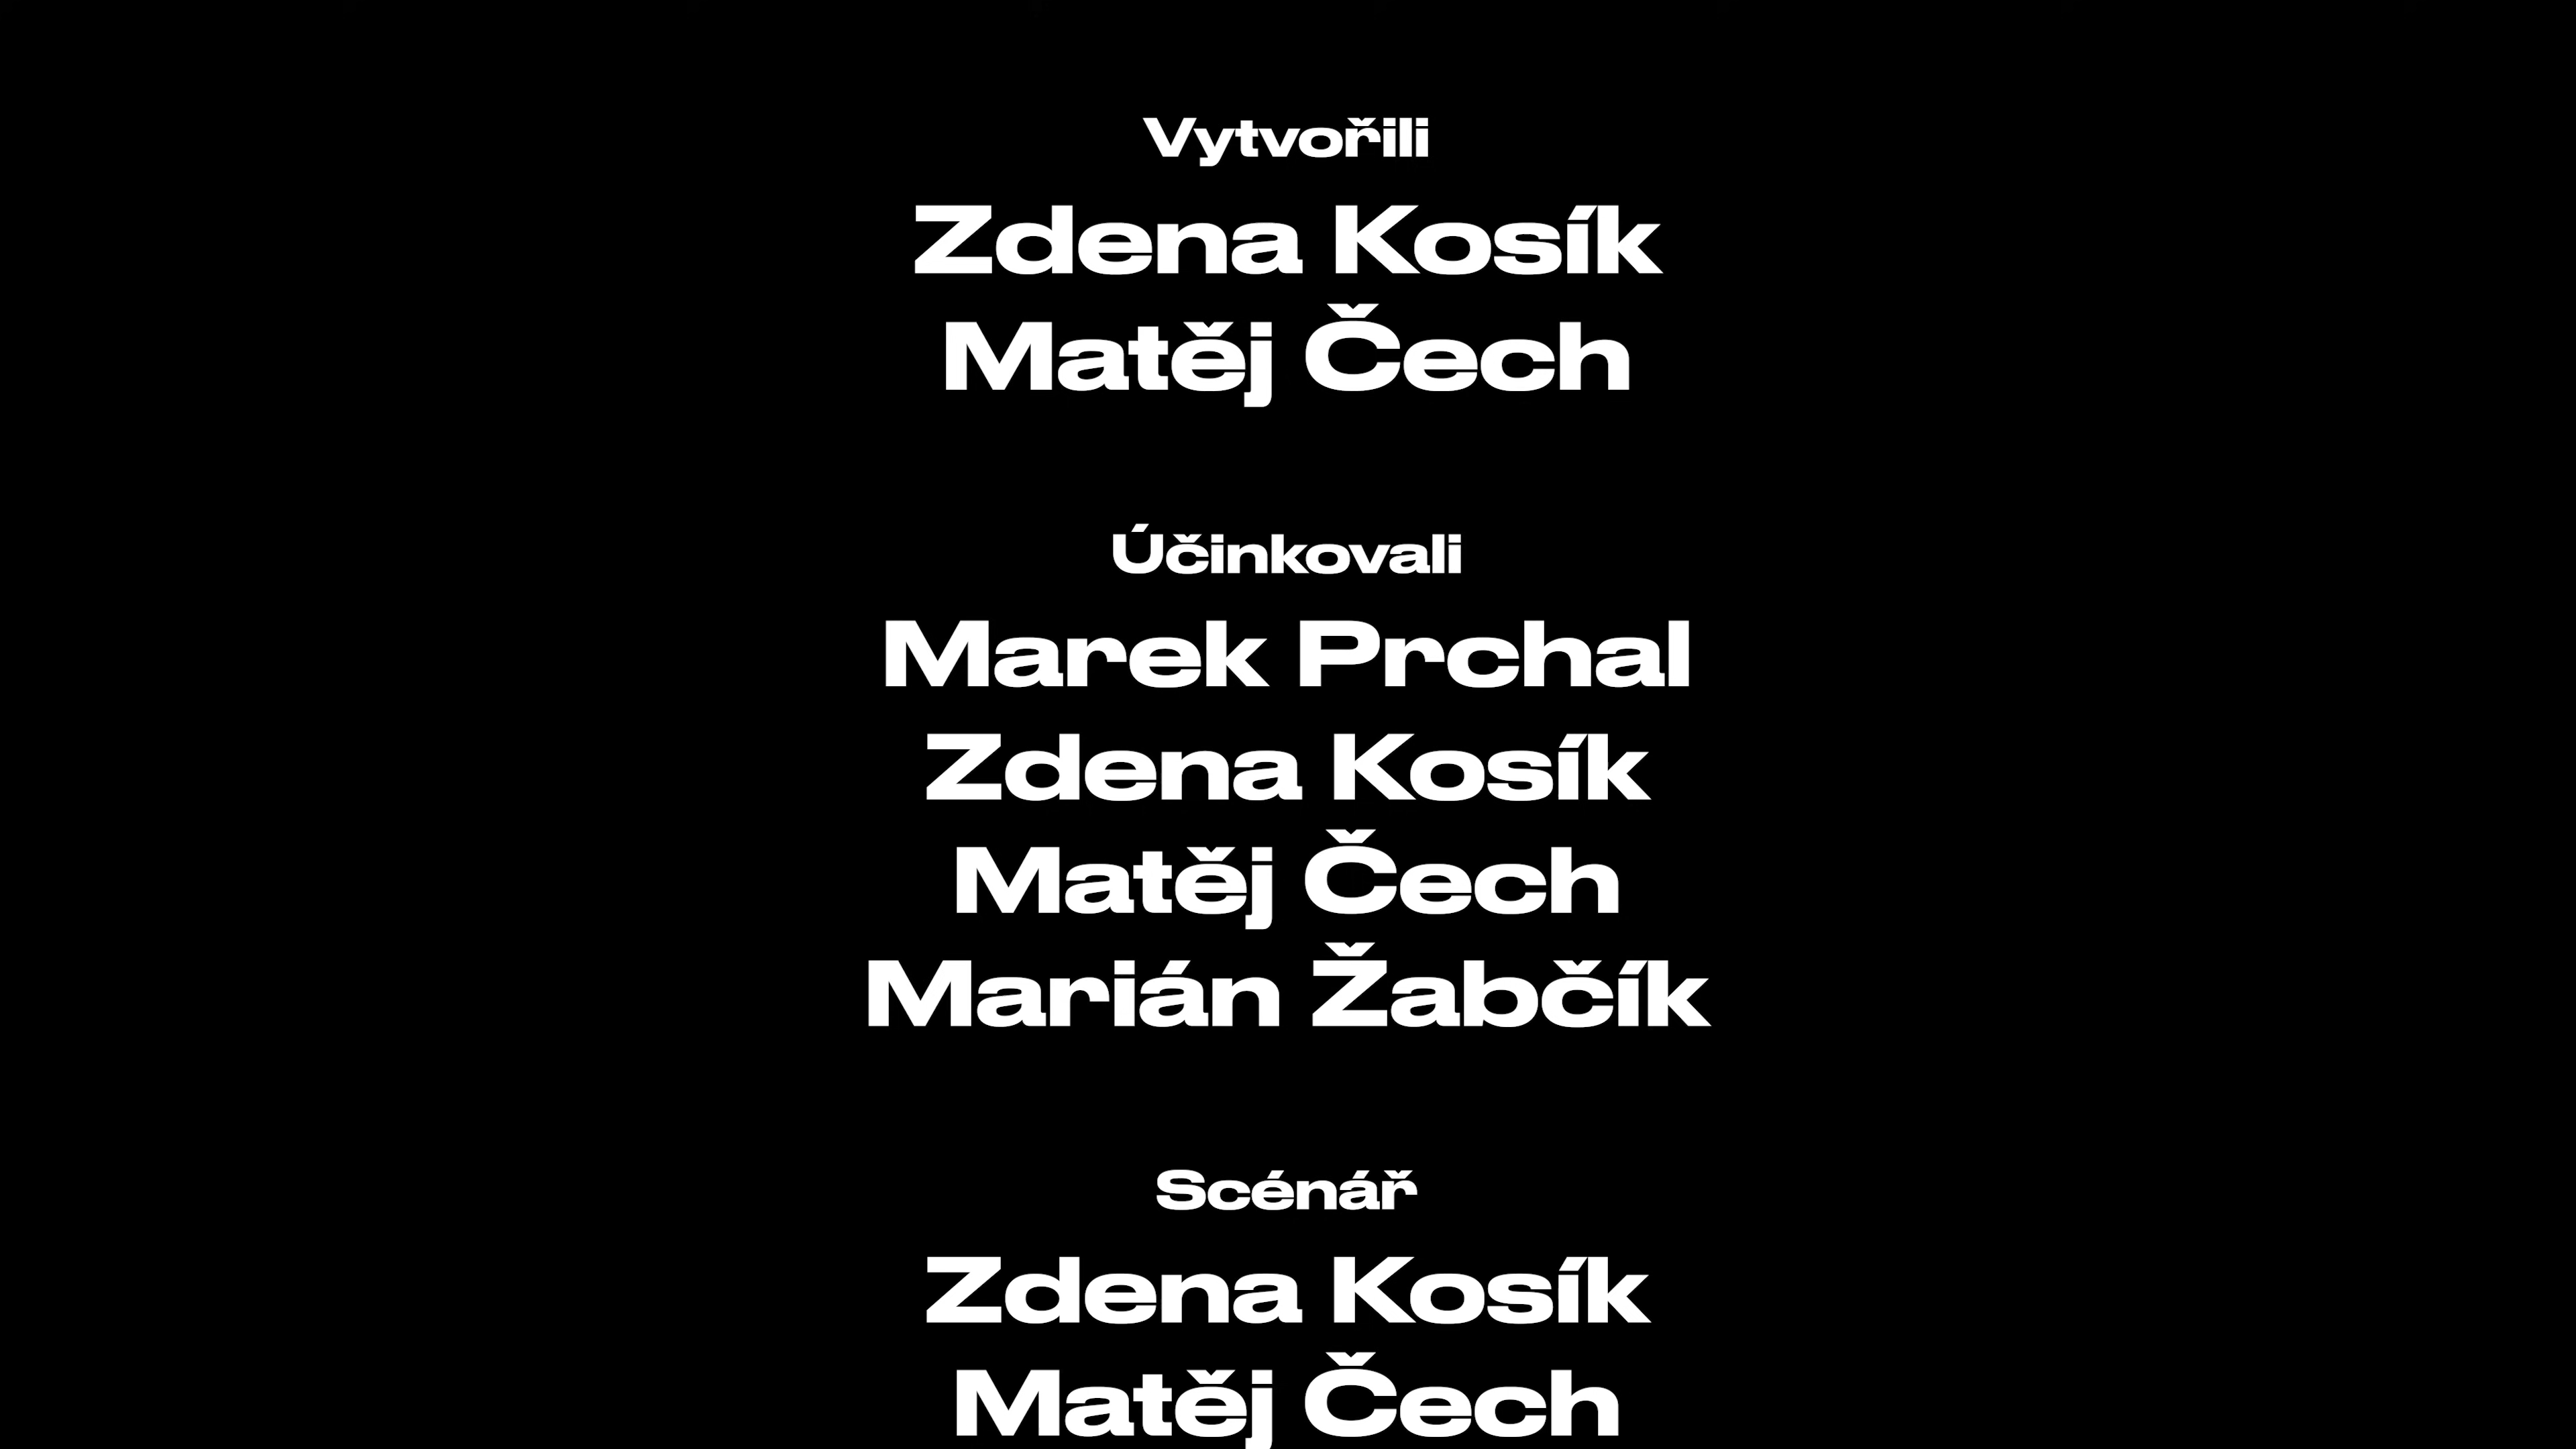 Vytvořili
Zdena Kosík
Matěj Čech
Účinkovali
Marek Prchal
Zdena Kosík
Matěj Čech
Marián Žabčík
Scénář
Zdena Kosík
Matěj Čech